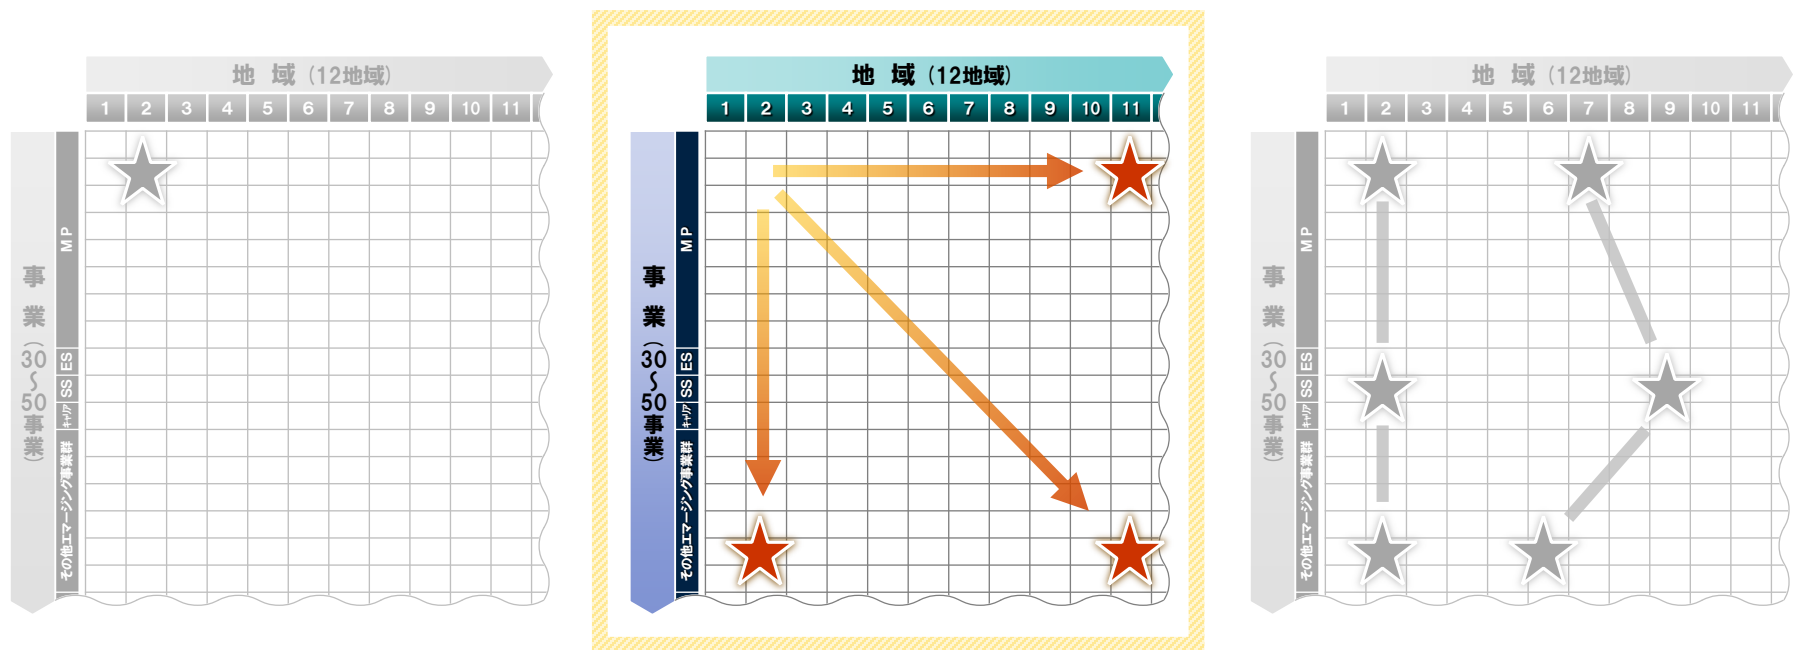 地 域（12地域）
1 2 3 4 5 6 7 8 9 10 11
事 業（30〜50事業）
MP
ES
SS
キャリア
その他エマージング事業群
地 域（12地域）
1 2 3 4 5 6 7 8 9 10 11
事 業（30〜50事業）
MP
ES
SS
キャリア
その他エマージング事業群
地 域（12地域）
1 2 3 4 5 6 7 8 9 10 11
事 業（30〜50事業）
MP
ES
SS
キャリア
その他エマージング事業群